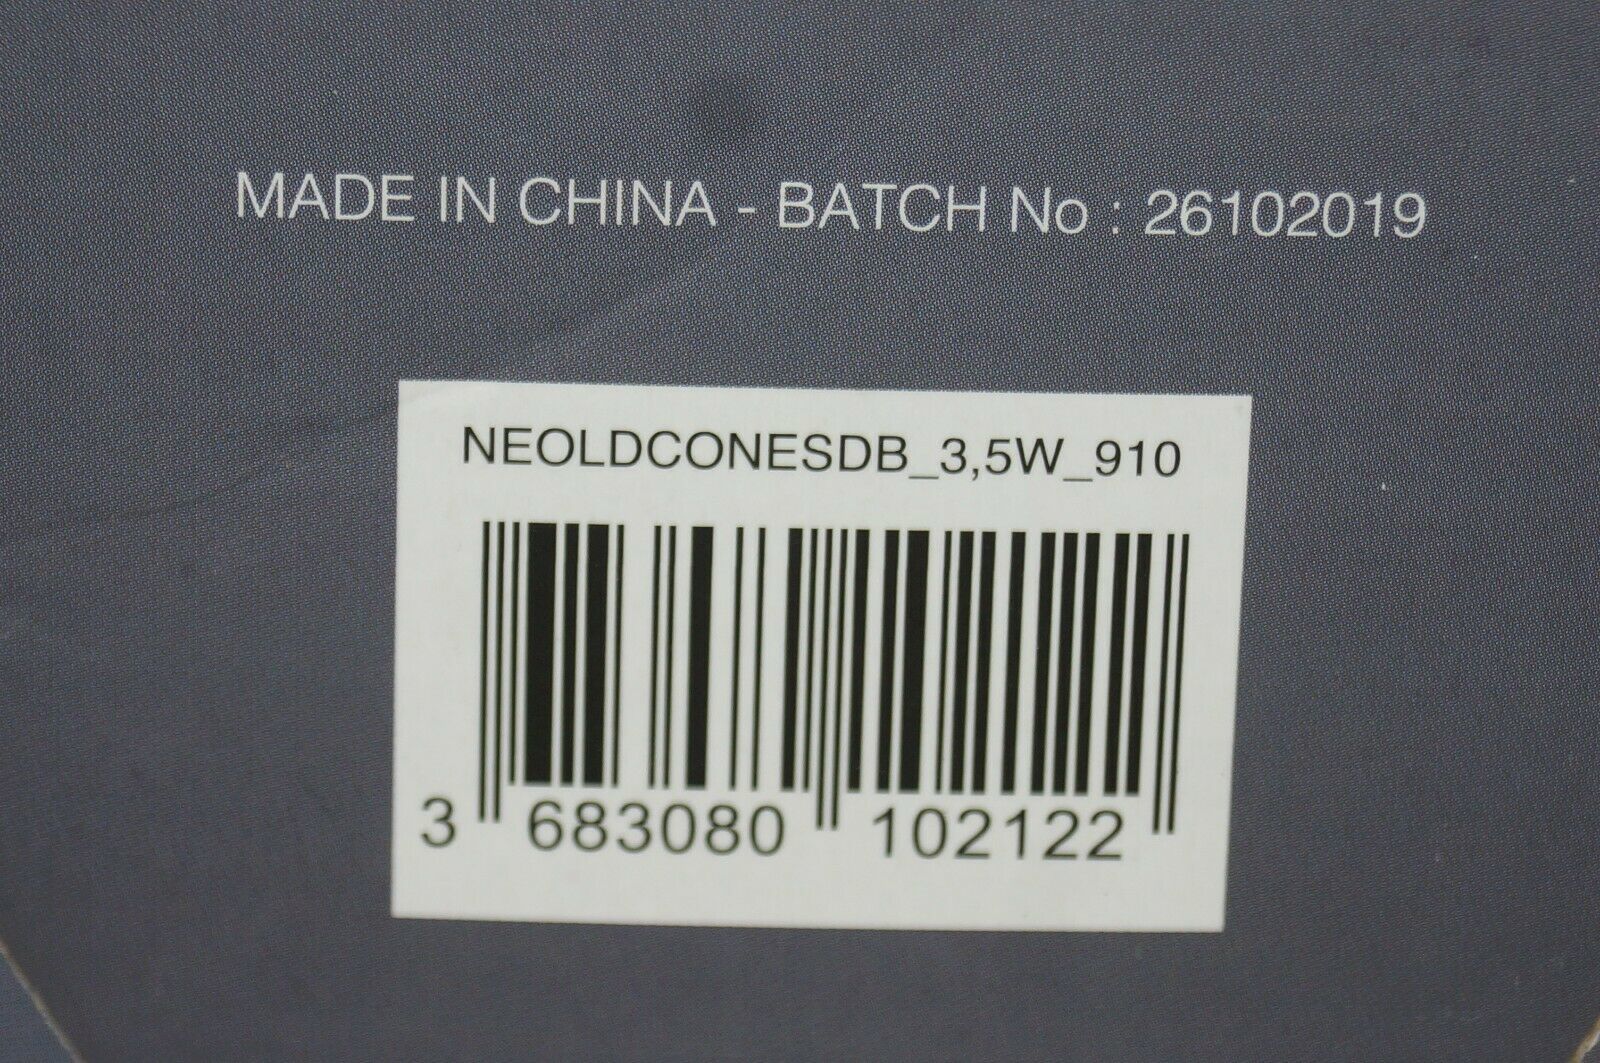 MADE IN CHINA - BATCH No : 26102019
NEOLDCONESDB_3,5W_910
3 683080 102122